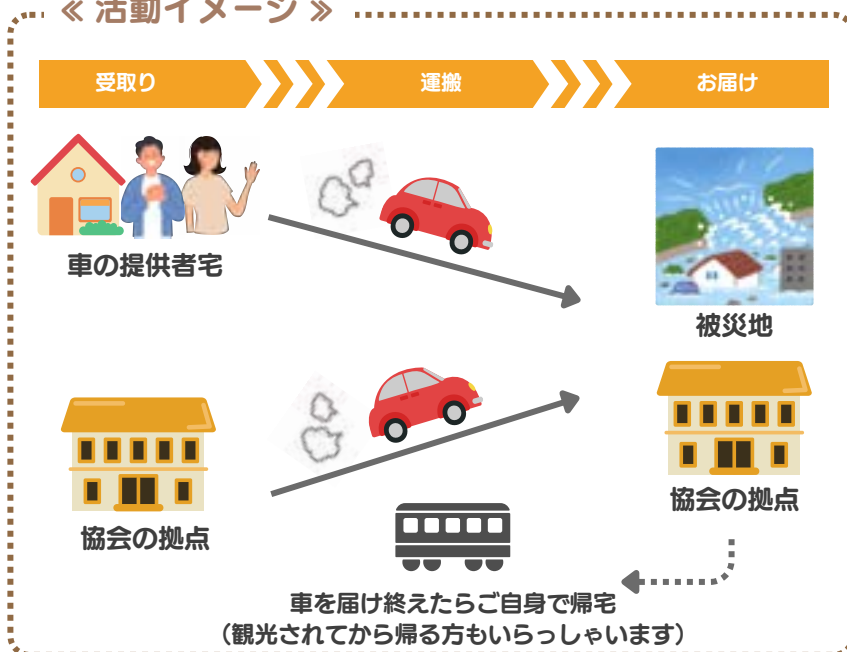 ≪ 活動イメージ ≫
受取り
運搬
お届け
車の提供者宅
被災地
協会の拠点
協会の拠点
車を届け終えたらご自身で帰宅
（観光されてから帰る方もいらっしゃいます）